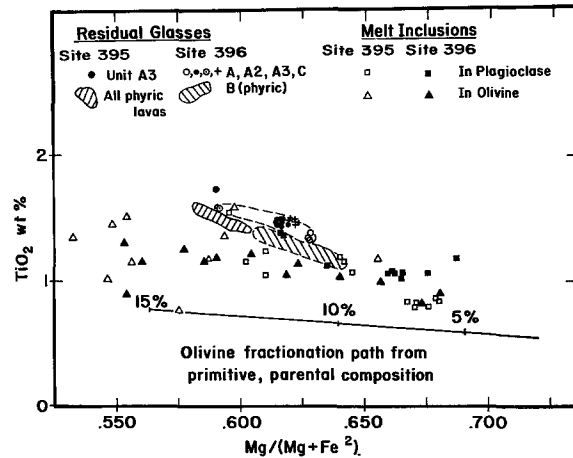 Residual Glasses Melt Inclusions
Site 395 Site 396 Site 395 Site 396
Unit A3 + A, A2, A3, C In Plagioclase
All phyric lavas B (phyric) In Olivine
2
TiO2 wt %
1
15% 10% 5%
Olivine fractionation path from
primitive, parental composition
0
.550 .600 .650 .700
Mg/(Mg+Fe2)